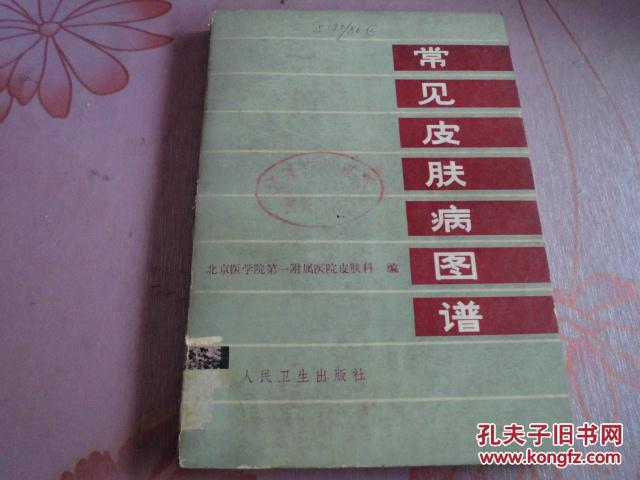 常
见
皮
肤
病
图
谱
北京医学院第一附属医院皮肤科 编
人民卫生出版社
孔夫子旧书网
www.kongfz.com